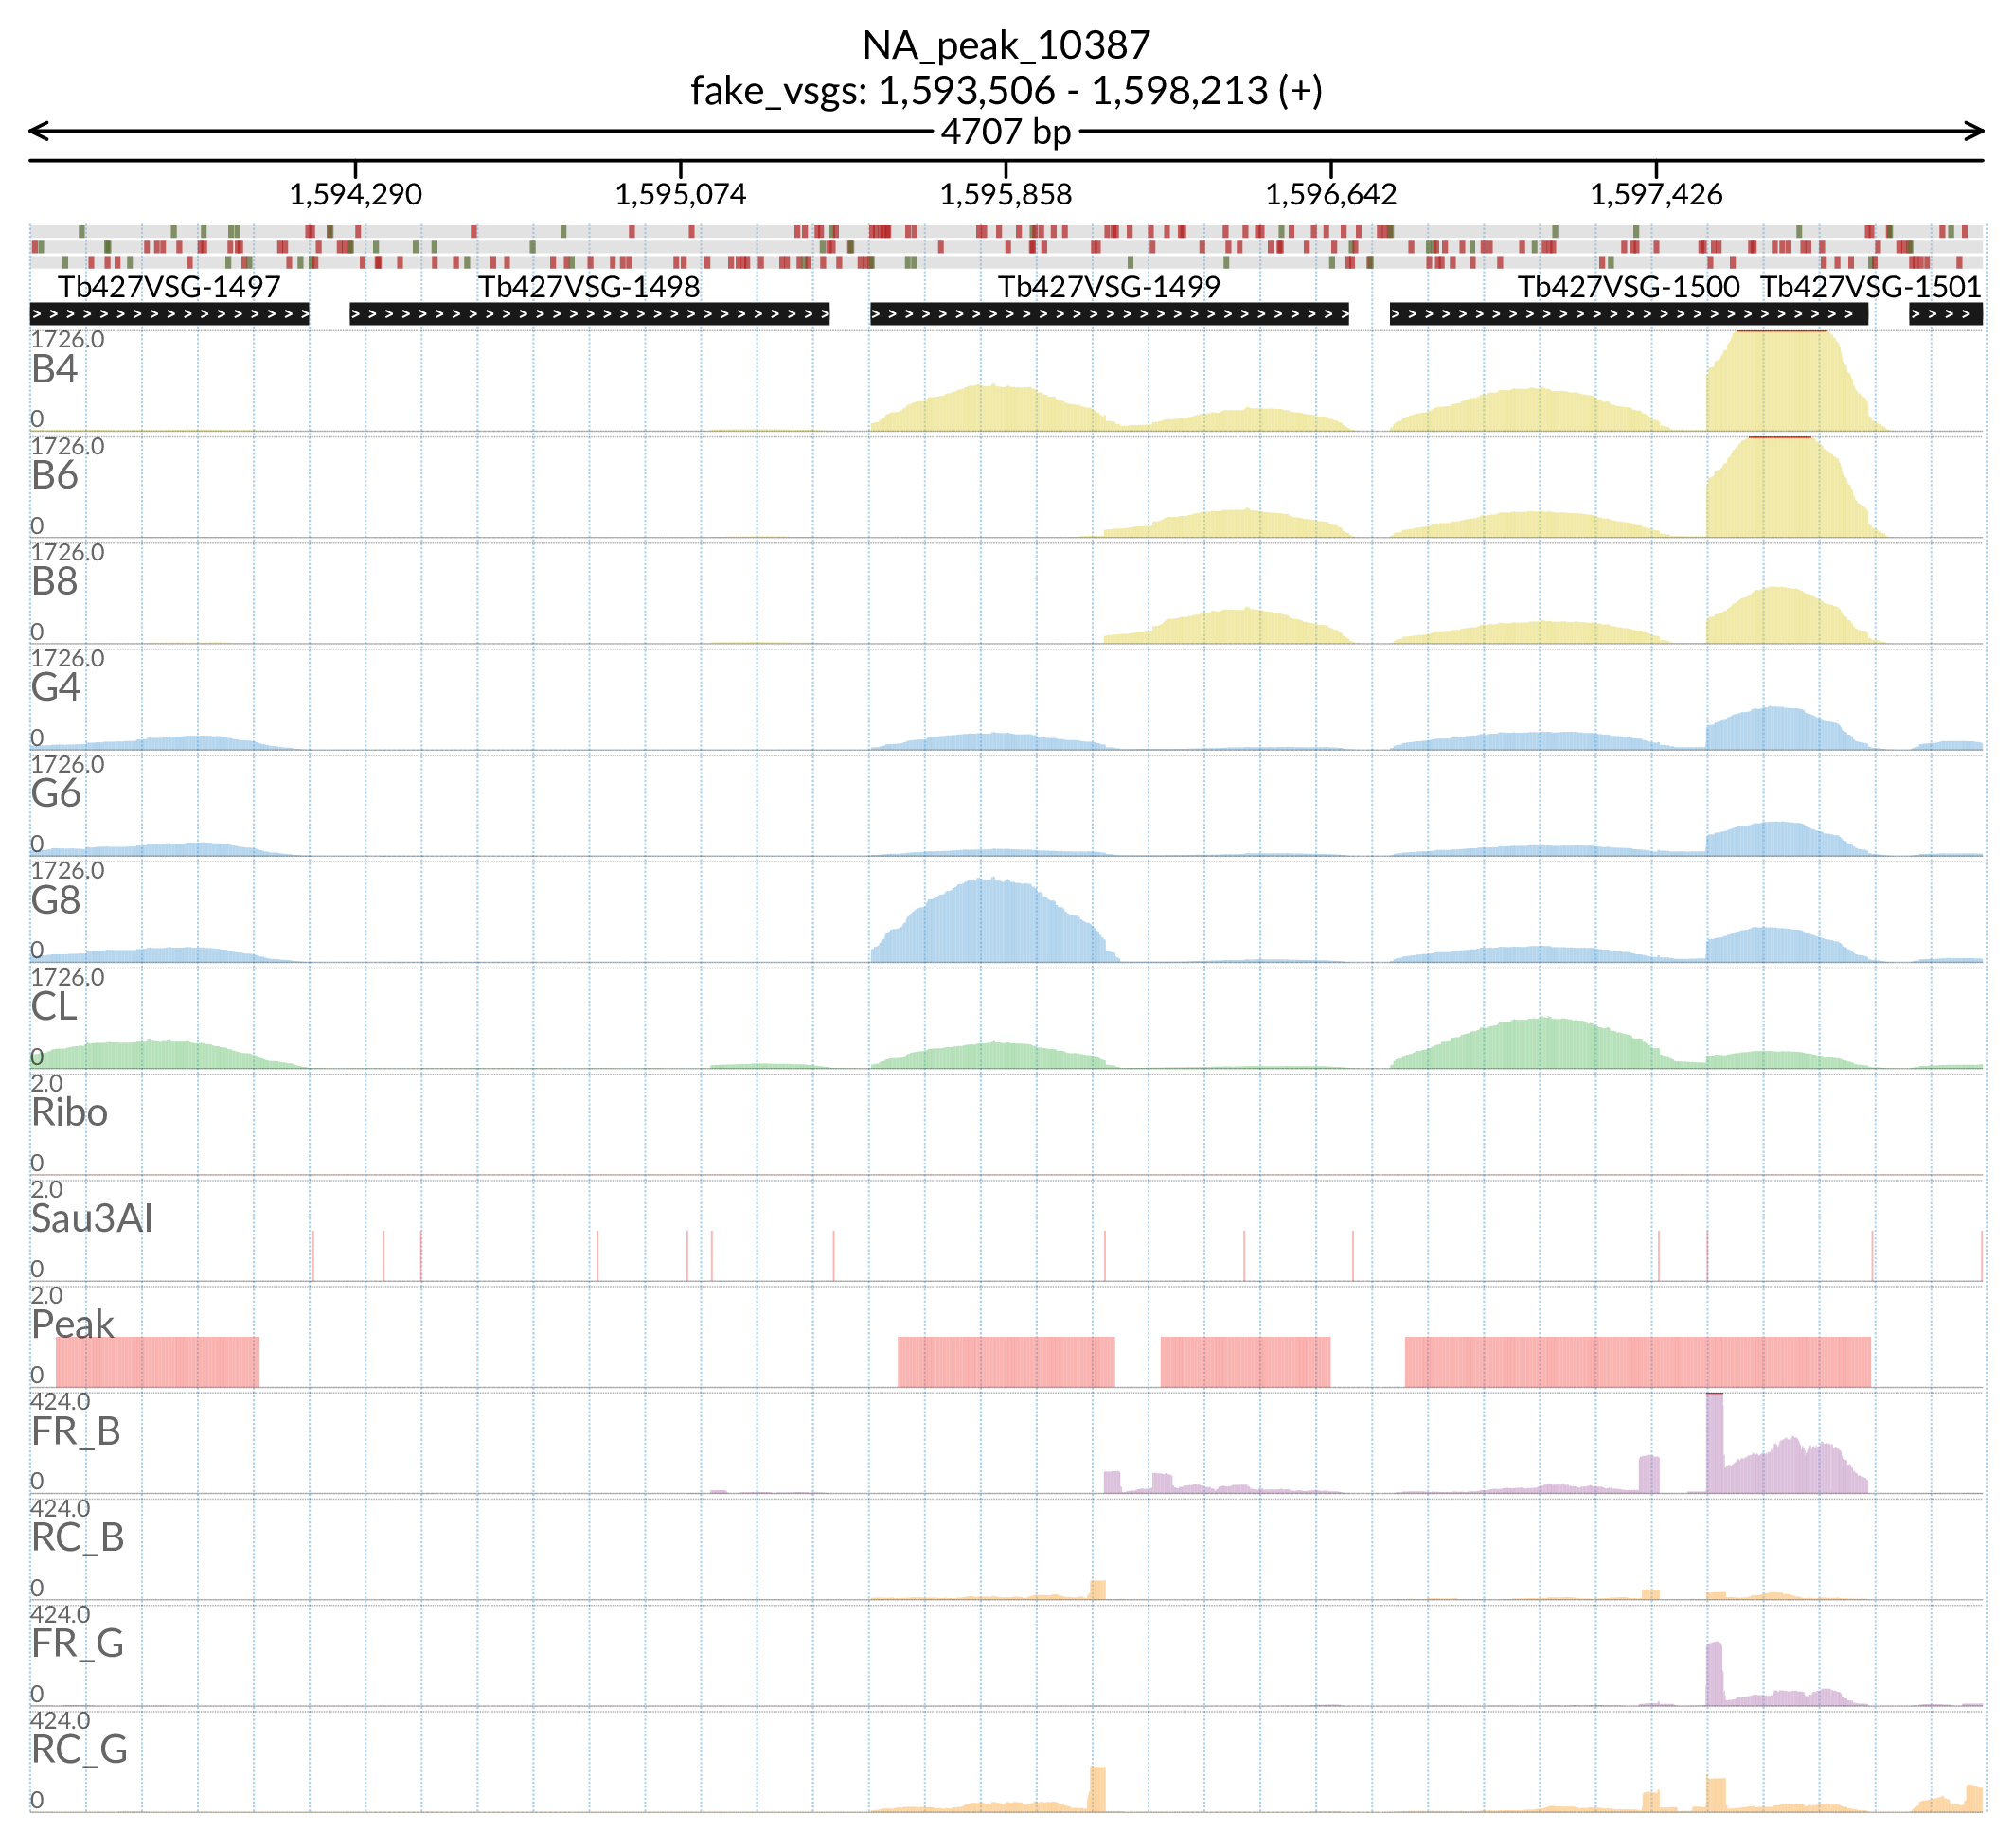 NA_peak_10387
fake_vsgs: 1,593,506 - 1,598,213 (+)
4707 bp
1,594,290 1,595,074 1,595,858 1,596,642 1,597,426
Tb427VSG-1497 Tb427VSG-1498 Tb427VSG-1499 Tb427VSG-1500 Tb427VSG-1501
1726.0
B4
0
1726.0
B6
0
1726.0
B8
0
1726.0
G4
0
1726.0
G6
0
1726.0
G8
0
1726.0
CL
0
2.0
Ribo
0
2.0
Sau3AI
0
2.0
Peak
0
424.0
FR_B
0
424.0
RC_B
0
424.0
FR_G
0
424.0
RC_G
0